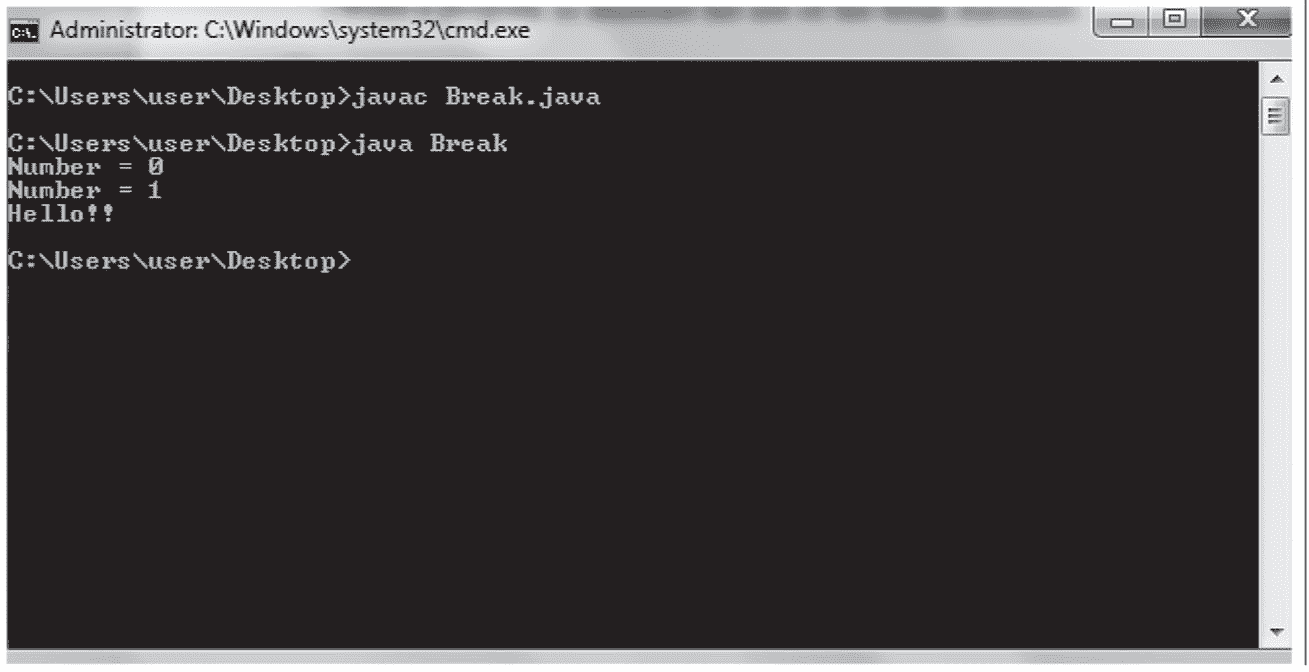 Administrator: C:\Windows\system32\cmd.exe
C:\Users\user\Desktop>javac Break.java
C:\Users\user\Desktop>java Break
Number = 0
Number = 1
Hello!!
C:\Users\user\Desktop>